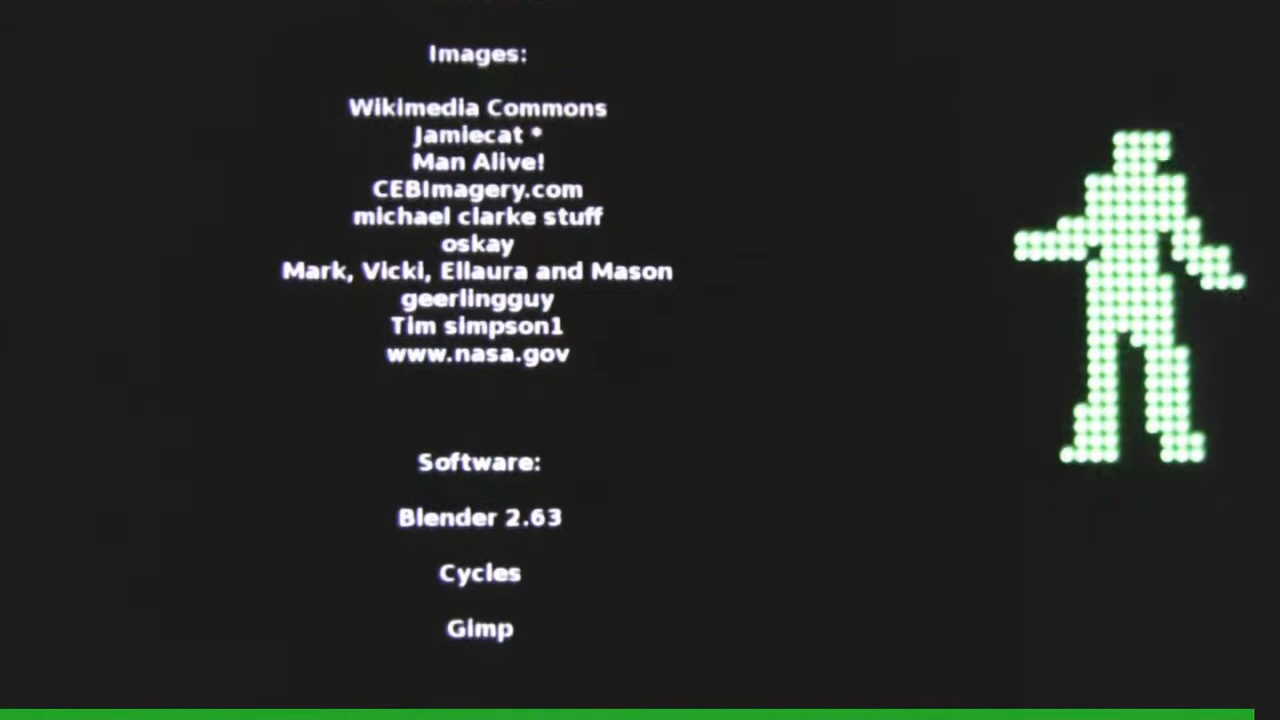 Images:
Wikimedia Commons
Jamiecat *
Man Alive!
CEBImagery.com
michael clarke stuff
oskay
Mark, Vicki, Ellaura and Mason
geerlingguy
Tim simpson1
www.nasa.gov
Software:
Blender 2.63
Cycles
Gimp